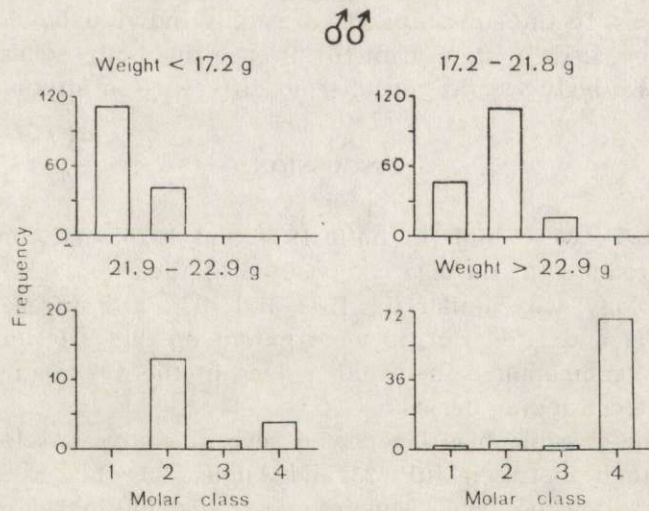 ♂♂
Weight < 17.2 g
17.2 – 21.8 g
120
60
0
120
60
0
21.9 – 22.9 g
Weight > 22.9 g
Frequency
20
10
0
72
36
0
1 2 3 4
1 2 3 4
Molar class
Molar class